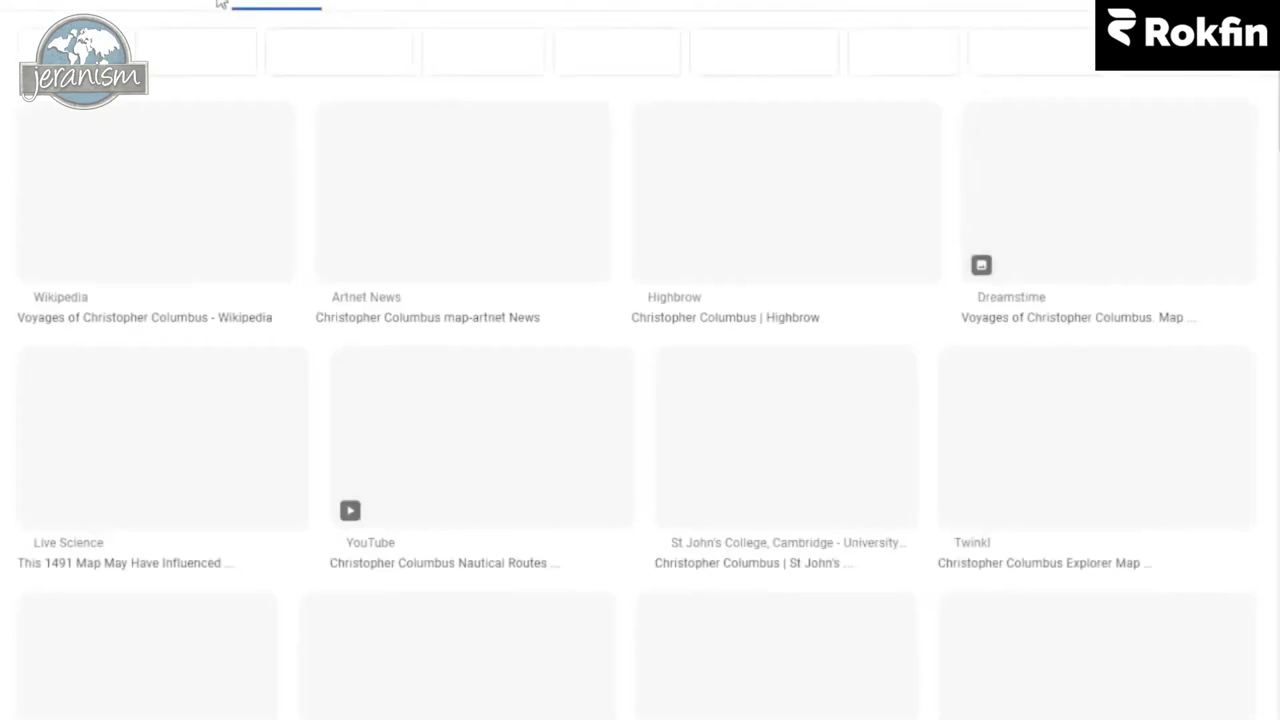 jeranism
Rokfin
Wikipedia
Voyages of Christopher Columbus - Wikipedia
Artnet News
Christopher Columbus map-artnet News
Highbrow
Christopher Columbus | Highbrow
Dreamstime
Voyages of Christopher Columbus. Map ...
Live Science
This 1491 Map May Have Influenced ...
YouTube
Christopher Columbus Nautical Routes ...
St John's College, Cambridge - University...
Christopher Columbus | St John's ...
Twinkl
Christopher Columbus Explorer Map ...